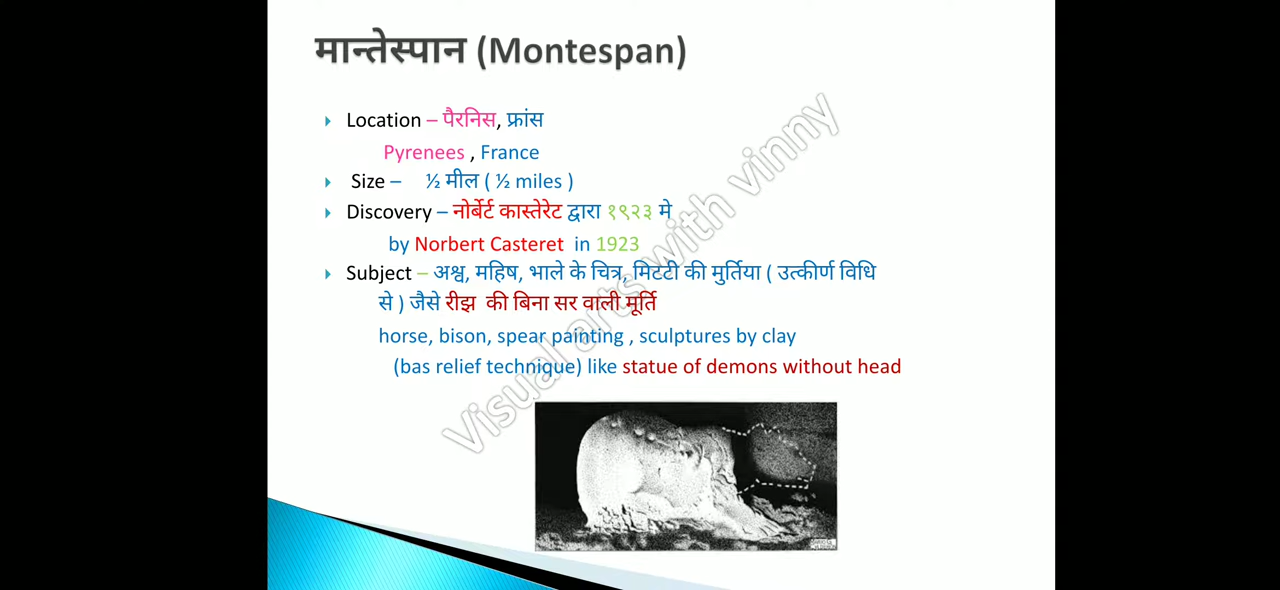 मान्तेस्पान (Montespan)
Location – पैरनिस, फ्रांस
Pyrenees , France
Size – ½ मील ( ½ miles )
Discovery – नोर्बेर्ट कास्तेरेट द्वारा १९२३ मे
by Norbert Casteret in 1923
Subject – अश्व, महिष, भाले के चित्र, मिटटी की मुर्तिया ( उत्कीर्ण विधि
से ) जैसे रीझ की बिना सर वाली मूर्ति
horse, bison, spear painting , sculptures by clay
(bas relief technique) like statue of demons without head
Visual arts with vinny